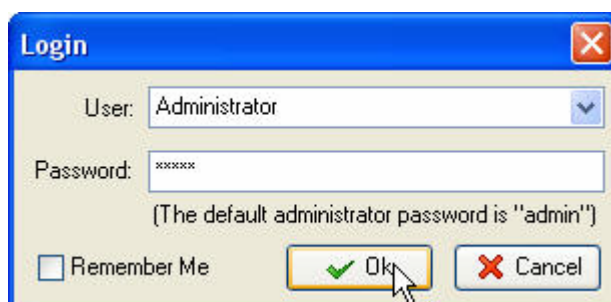 Login
User: Administrator
Password: *****
(The default administrator password is "admin")
Remember Me Ok Cancel